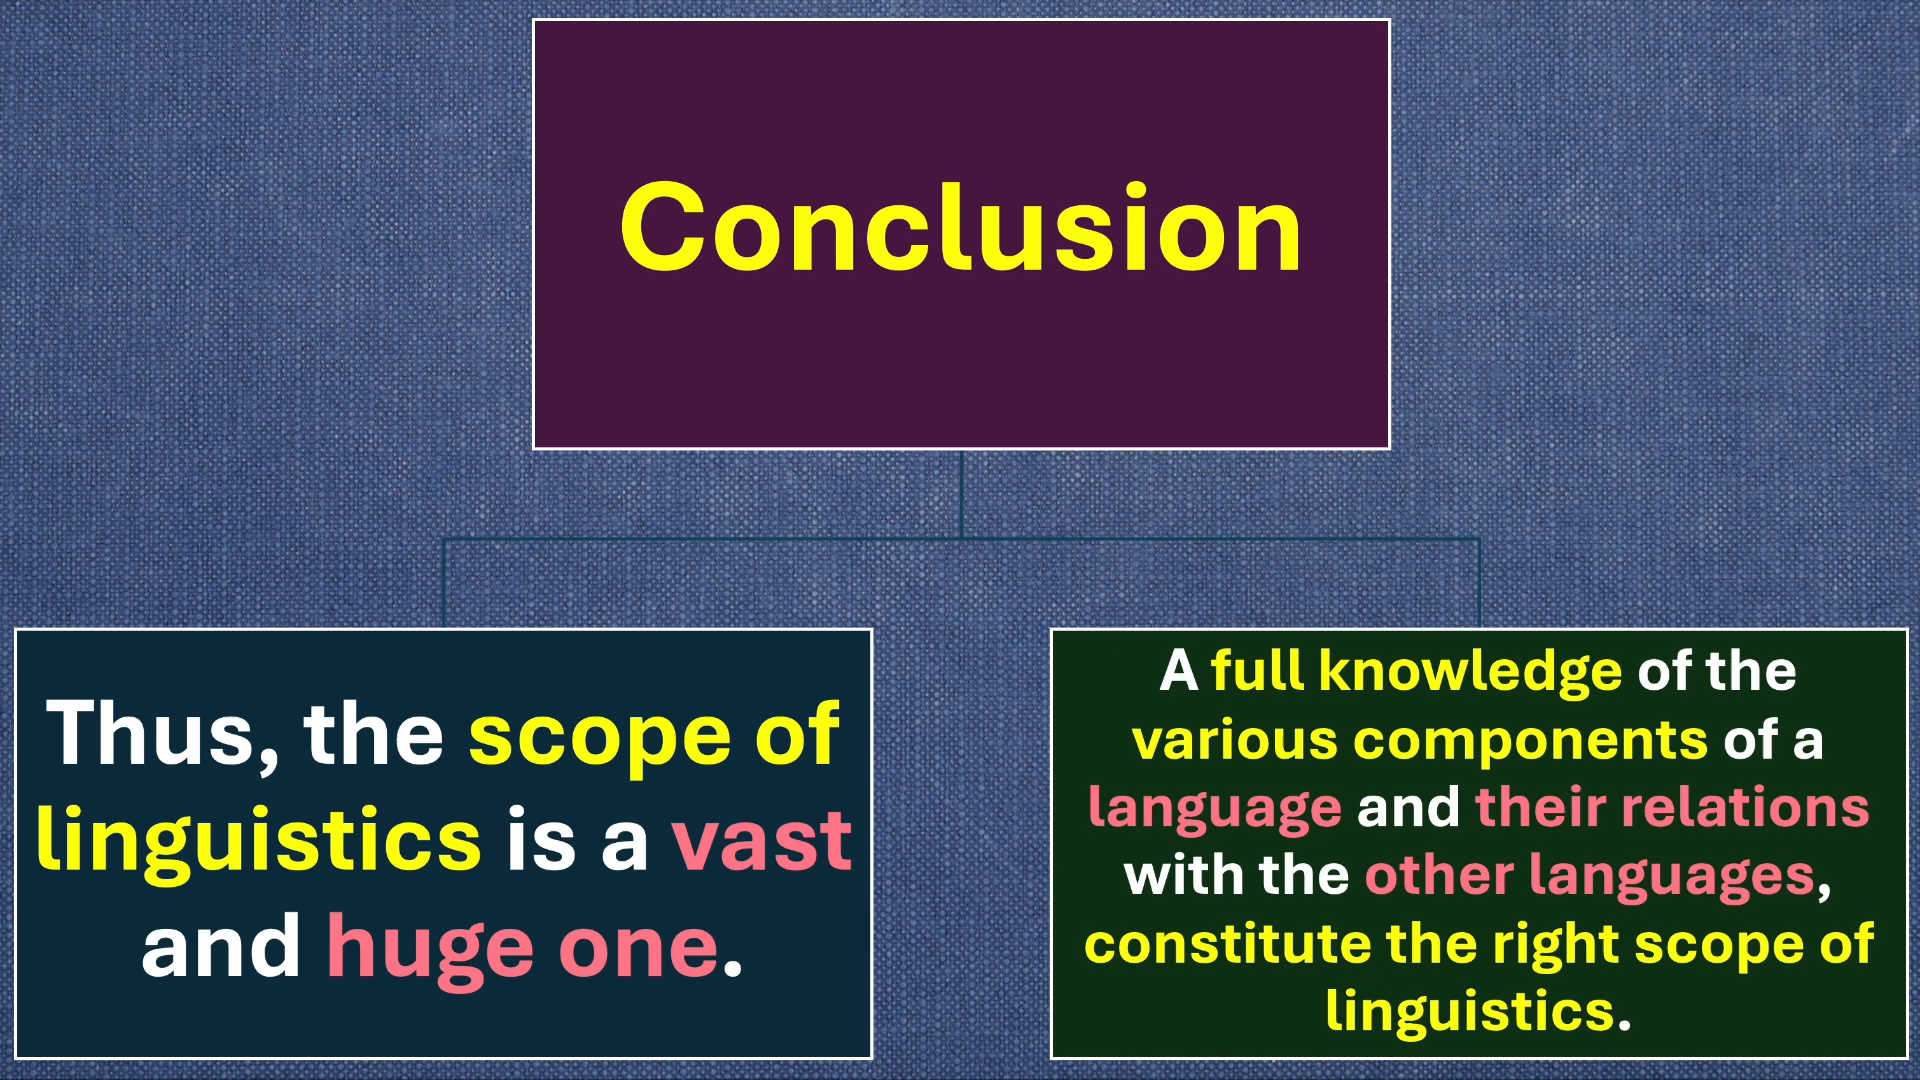 Conclusion
Thus, the scope of
linguistics is a vast
and huge one.
A full knowledge of the
various components of a
language and their relations
with the other languages,
constitute the right scope of
linguistics.